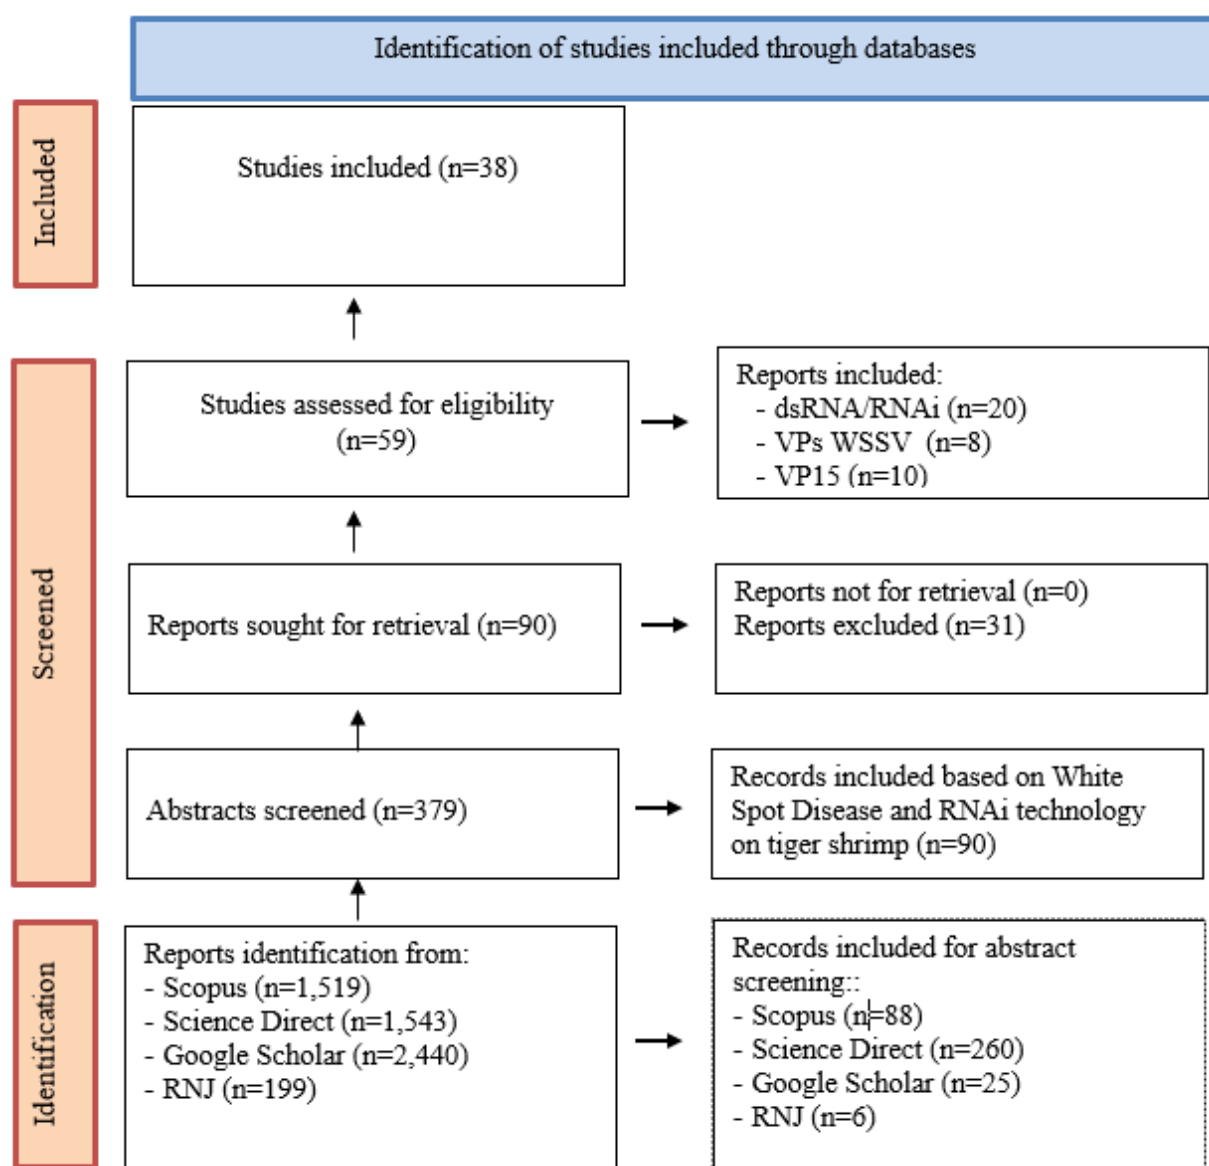 Identification of studies included through databases
Included
Studies included (n=38)
Screened
Studies assessed for eligibility
(n=59)
Reports included:
- dsRNA/RNAi (n=20)
- VPs WSSV (n=8)
- VP15 (n=10)
Reports sought for retrieval (n=90)
Reports not for retrieval (n=0)
Reports excluded (n=31)
Abstracts screened (n=379)
Records included based on White
Spot Disease and RNAi technology
on tiger shrimp (n=90)
Identification
Reports identification from:
- Scopus (n=1,519)
- Science Direct (n=1,543)
- Google Scholar (n=2,440)
- RNJ (n=199)
Records included for abstract
screening::
- Scopus (n=88)
- Science Direct (n=260)
- Google Scholar (n=25)
- RNJ (n=6)